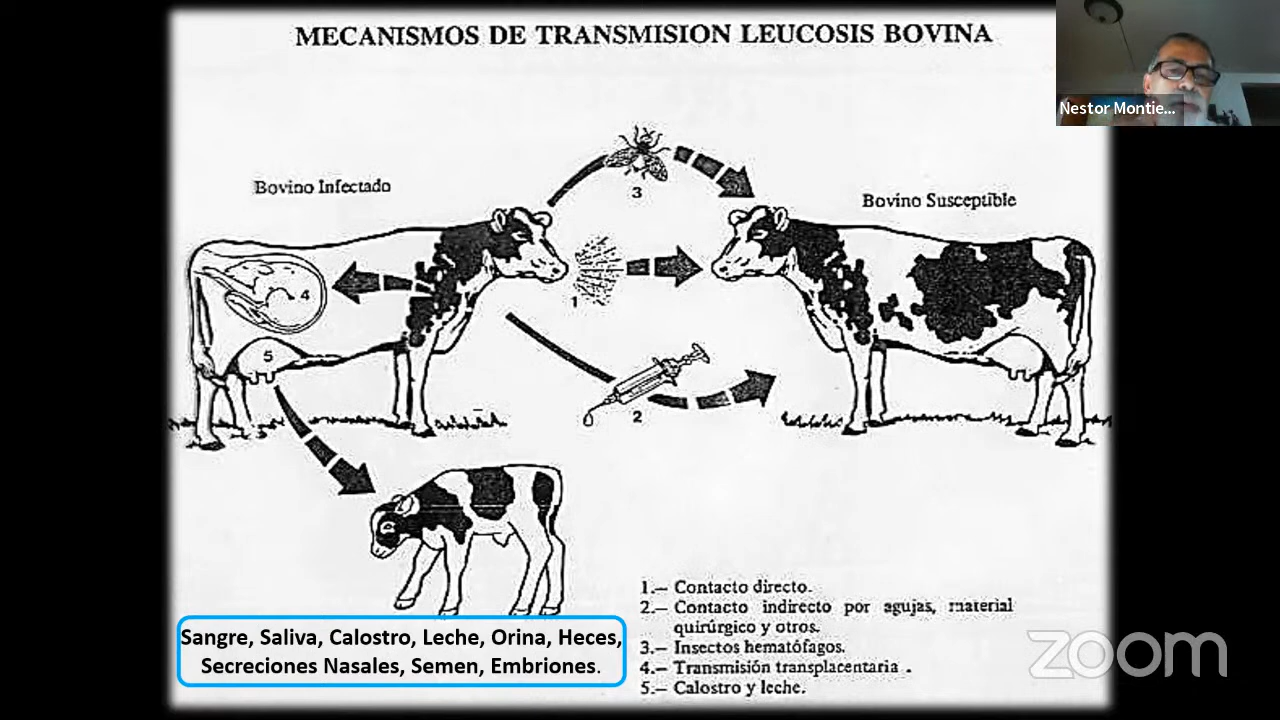 MECANISMOS DE TRANSMISION LEUCOSIS BOVINA
Nestor Montie...
Bovino Infectado
3
Bovino Susceptible
4
1
5
2
1.— Contacto directo.
2.— Contacto indirecto por agujas, material
quirúrgico y otros.
3.— Insectos hematófagos.
4.— Transmisión transplacentaria .
5.— Calostro y leche.
Sangre, Saliva, Calostro, Leche, Orina, Heces,
Secreciones Nasales, Semen, Embriones.
zoom